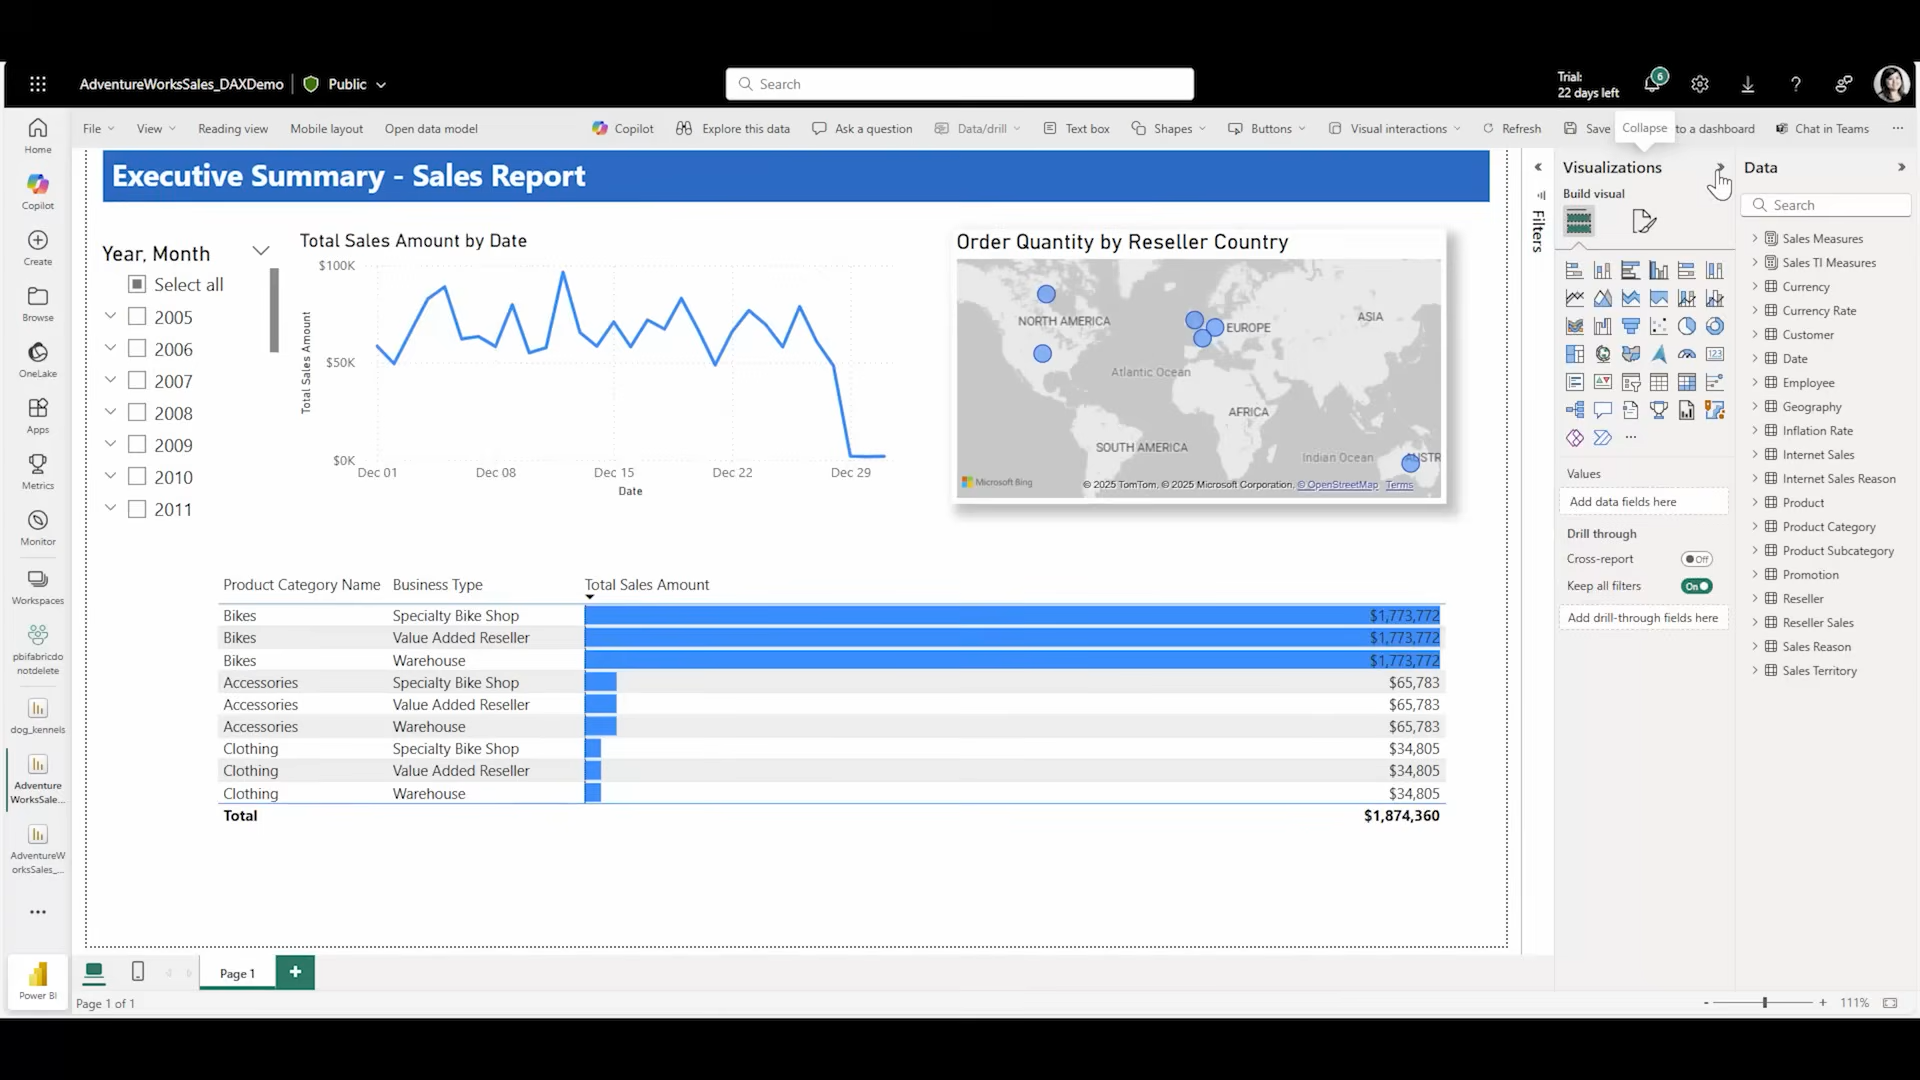 AdventureWorksSales_DAXDemo
Public
Search
Trial:
22 days left
6
?
File
View
Reading view
Mobile layout
Open data model
Copilot
Explore this data
Ask a question
Data/drill
Text box
Shapes
Buttons
Visual interactions
Refresh
Save
Collapse
to a dashboard
Chat in Teams
Home
Copilot
Create
Browse
OneLake
Apps
Metrics
Monitor
Workspaces
pbifabricdo
notdelete
dog_kennels
Adventure
WorksSale...
AdventureW
orksSales_...
Power BI
Executive Summary - Sales Report
Year, Month
Select all
2005
2006
2007
2008
2009
2010
2011
Total Sales Amount by Date
Total Sales Amount
$100K
$50K
$0K
Dec 01
Dec 08
Dec 15
Dec 22
Dec 29
Date
Order Quantity by Reseller Country
NORTH AMERICA
EUROPE
ASIA
Atlantic Ocean
AFRICA
SOUTH AMERICA
Indian Ocean
AUSTR
Microsoft Bing
© 2025 TomTom, © 2025 Microsoft Corporation, © OpenStreetMap Terms
Product Category Name Business Type Total Sales Amount
Bikes Specialty Bike Shop $1,773,772
Bikes Value Added Reseller $1,773,772
Bikes Warehouse $1,773,772
Accessories Specialty Bike Shop $65,783
Accessories Value Added Reseller $65,783
Accessories Warehouse $65,783
Clothing Specialty Bike Shop $34,805
Clothing Value Added Reseller $34,805
Clothing Warehouse $34,805
Total $1,874,360
Filters
Visualizations
Build visual
123
Values
Add data fields here
Drill through
Cross-report
Off
Keep all filters
On
Add drill-through fields here
Data
Search
Sales Measures
Sales TI Measures
Currency
Currency Rate
Customer
Date
Employee
Geography
Inflation Rate
Internet Sales
Internet Sales Reason
Product
Product Category
Product Subcategory
Promotion
Reseller
Reseller Sales
Sales Reason
Sales Territory
Page 1
+
Page 1 of 1
- + 111%